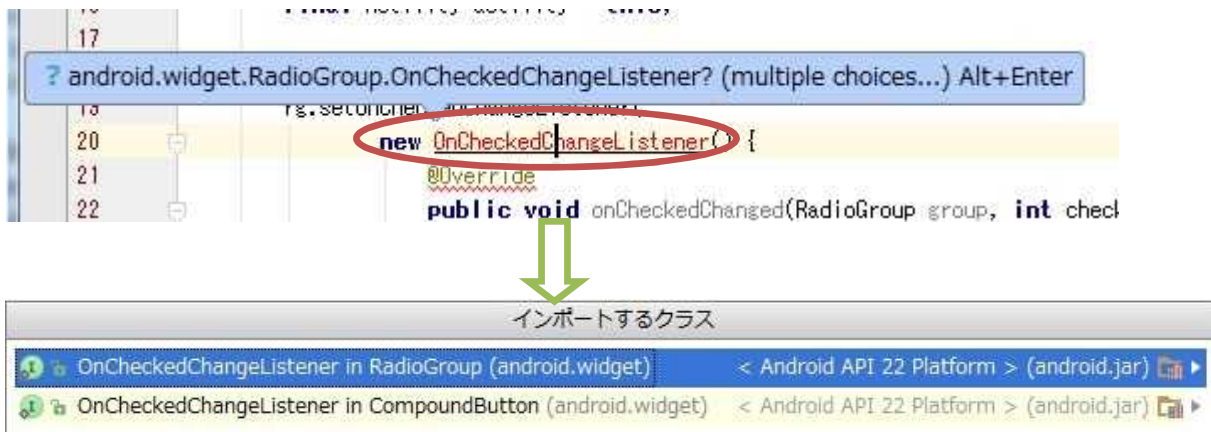 17
? android.widget.RadioGroup.OnCheckedChangeListener? (multiple choices...) Alt+Enter
20 new OnCheckedChangeListener() {
21 @Override
22 public void onCheckedChanged(RadioGroup group, int check
インポートするクラス
OnCheckedChangeListener in RadioGroup (android.widget) < Android API 22 Platform > (android.jar)
OnCheckedChangeListener in CompoundButton (android.widget) < Android API 22 Platform > (android.jar)